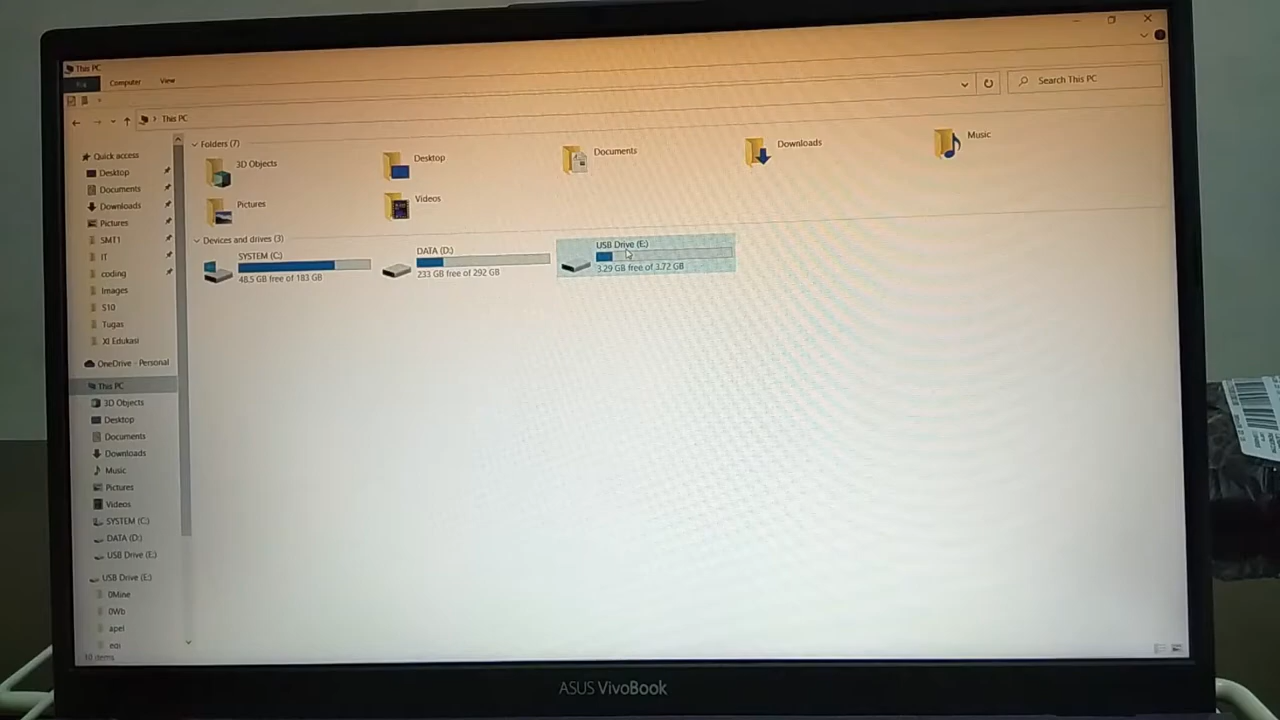 This PC
File
Computer
View
This PC
Search This PC
Quick access
Desktop
Documents
Downloads
Pictures
SMT1
IT
coding
Images
S10
Tugas
XI Edukasi
OneDrive - Personal
This PC
3D Objects
Desktop
Documents
Downloads
Music
Pictures
Videos
SYSTEM (C:)
DATA (D:)
USB Drive (E:)
USB Drive (E:)
0Mine
0Wb
apel
eqi
10 items
Folders (7)
3D Objects
Desktop
Documents
Downloads
Music
Pictures
Videos
Devices and drives (3)
SYSTEM (C:)
48.5 GB free of 183 GB
DATA (D:)
233 GB free of 292 GB
USB Drive (E:)
3.29 GB free of 3.72 GB
ASUS VivoBook